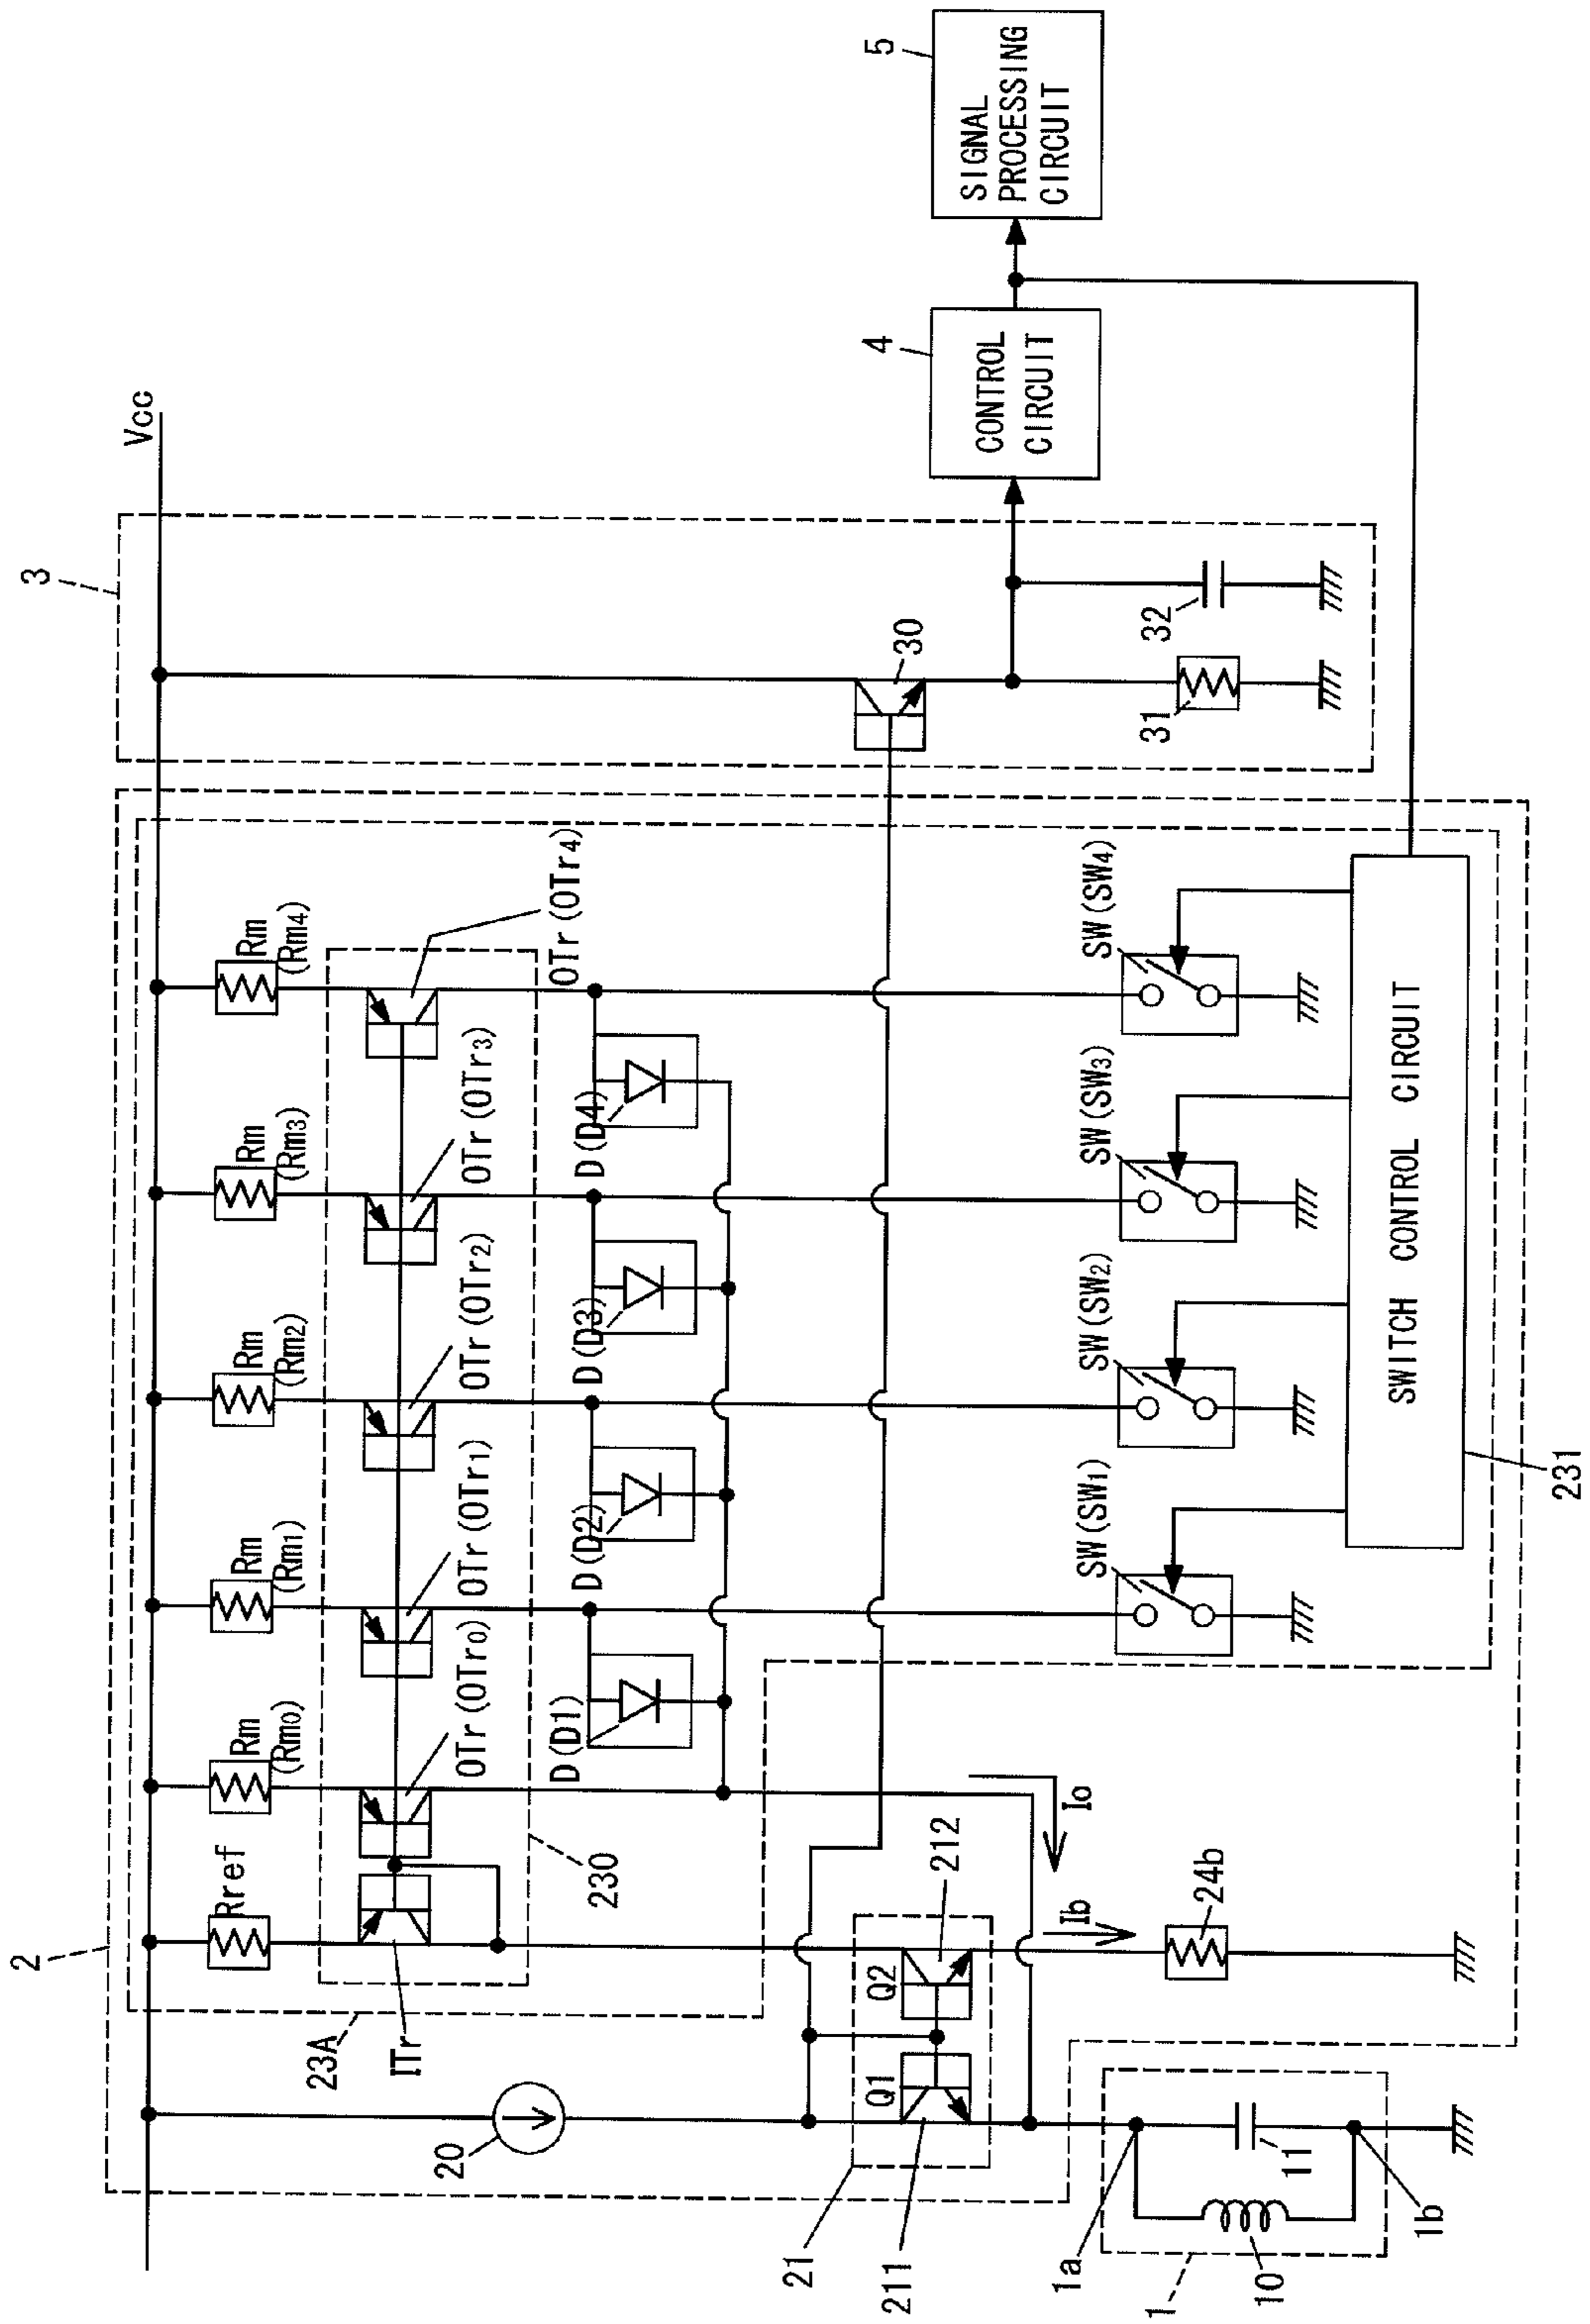 2
3
Vcc
5
SIGNAL
PROCESSING
CIRCUIT
4
CONTROL
CIRCUIT
Rref
Rm
(Rm0)
Rm
(Rm1)
Rm
(Rm2)
Rm
(Rm3)
Rm
(Rm4)
23A
ITr
230
OTr(OTr0)
OTr(OTr1)
OTr(OTr2)
OTr(OTr3)
OTr(OTr4)
D(D1)
D(D2)
D(D3)
D(D4)
30
31
32
20
21
211
Q1
Q2
212
Io
Ib
24b
SW(SW1)
SW(SW2)
SW(SW3)
SW(SW4)
SWITCH CONTROL CIRCUIT
231
1a
1
10
11
1b